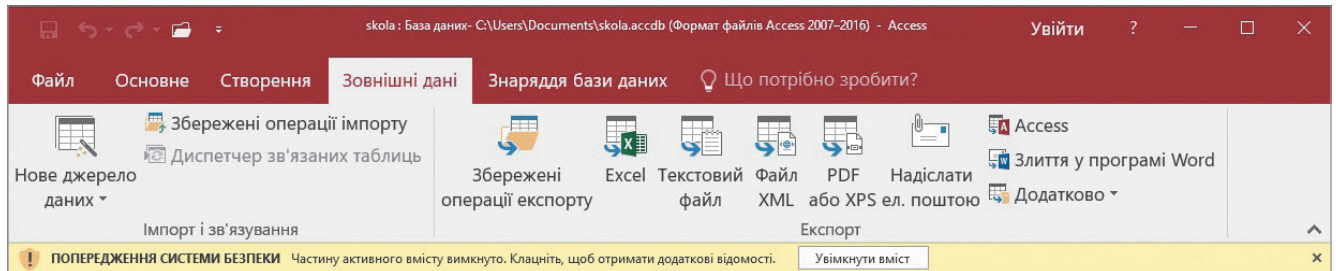 skola : База даних- C:\Users\Documents\skola.accdb (Формат файлів Access 2007–2016) - Access Увійти ?
Файл Основне Створення Зовнішні дані Знаряддя бази даних Що потрібно зробити?
Нове джерело
даних
Збережені операції імпорту
Диспетчер зв'язаних таблиць
Імпорт і зв'язування
Збережені
операції експорту
Excel
Текстовий
файл
Файл
XML
PDF
або XPS
Надіслати
ел. поштою
Access
Злиття у програмі Word
Додатково
Експорт
ПОПЕРЕДЖЕННЯ СИСТЕМИ БЕЗПЕКИ Частину активного вмісту вимкнуто. Клацніть, щоб отримати додаткові відомості. Увімкнути вміст